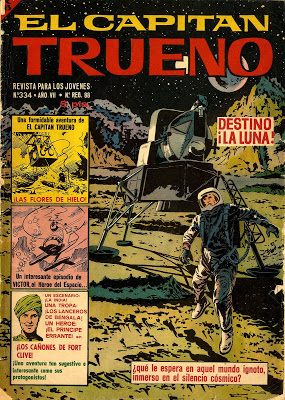 EL CAPITAN
TRUENO
REVISTA PARA LOS JOVENES
Nº 334 - AÑO VII - Nº REG. 88
5 pts
DESTINO
¡LA LUNA!
Una formidable aventura de
EL CAPITAN TRUENO
¡LAS FLORES DE HIELO!
Un interesante episodio de
VICTOR, el Héroe del Espacio...
UN ESCENARIO:
¡LA INDIA!
UNA TROPA:
¡LOS LANCEROS
DE BENGALA!
UN HEROE:
¡EL PRINCIPE
ERRANTE! en
¡LOS CAÑONES DE FORT
CLIVE!
¡Una aventura tan sugestiva e
interesante como sus
protagonistas!
¿qué le espera en aquel mundo ignoto,
inmerso en el silencio cósmico?